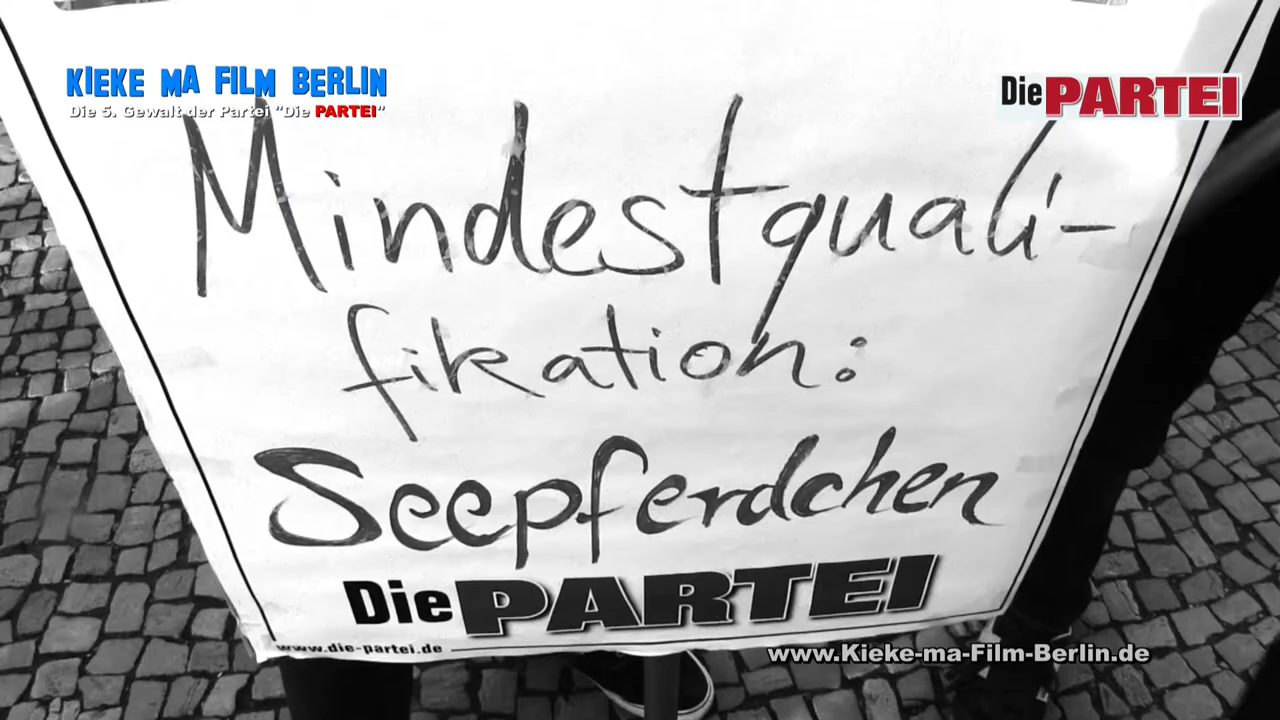 KIEKE MA FILM BERLIN
Die 5. Gewalt der Partei "Die PARTEI"
Die PARTEI
Mindestquali-
fikation:
Seepferdchen
Die PARTEI
www.die-partei.de
www.Kieke-ma-Film-Berlin.de